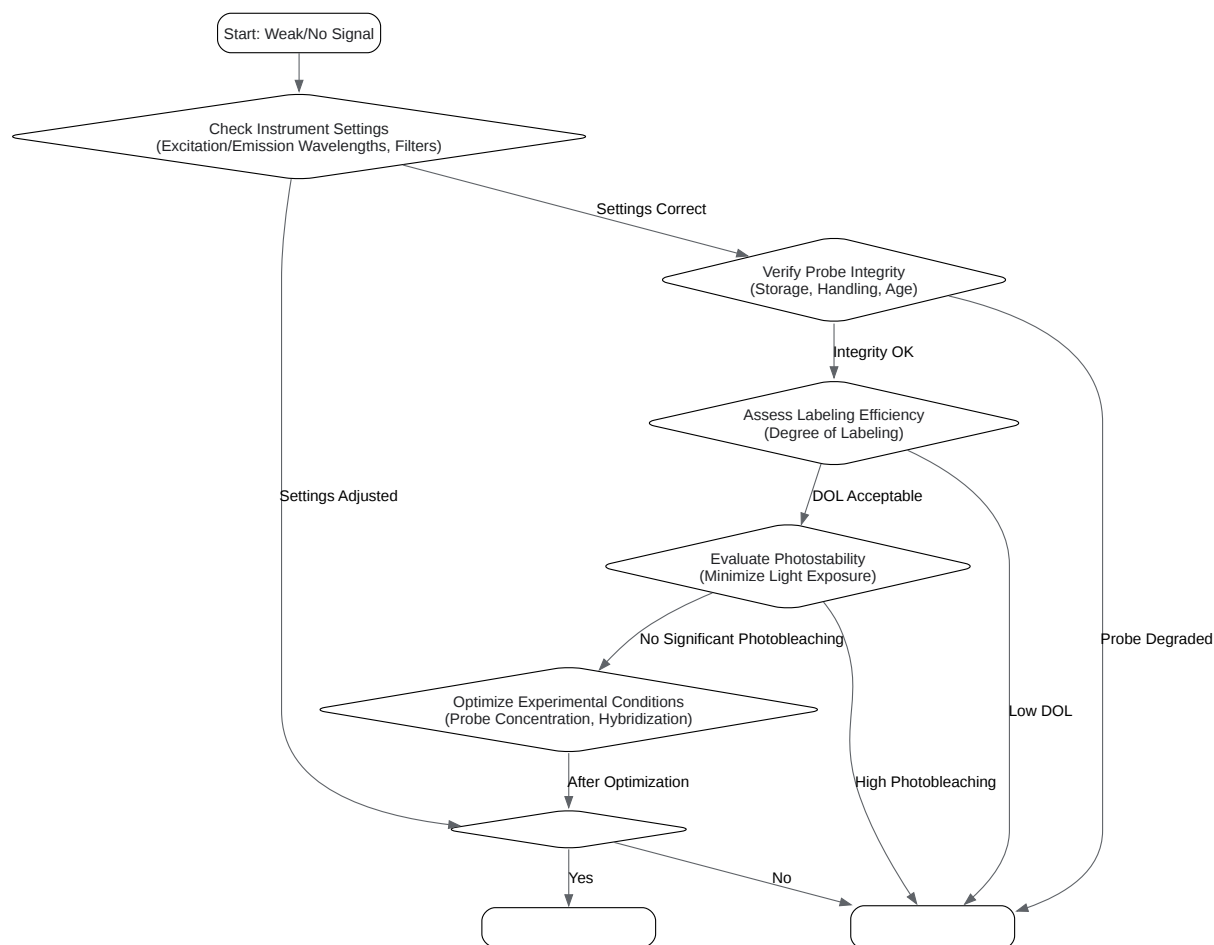 Start: Weak/No Signal
Check Instrument Settings
(Excitation/Emission Wavelengths, Filters)
Settings Correct
Verify Probe Integrity
(Storage, Handling, Age)
Integrity OK
Assess Labeling Efficiency
(Degree of Labeling)
Settings Adjusted
DOL Acceptable
Evaluate Photostability
(Minimize Light Exposure)
No Significant Photobleaching
Probe Degraded
Optimize Experimental Conditions
(Probe Concentration, Hybridization)
Low DOL
After Optimization
High Photobleaching
Yes
No